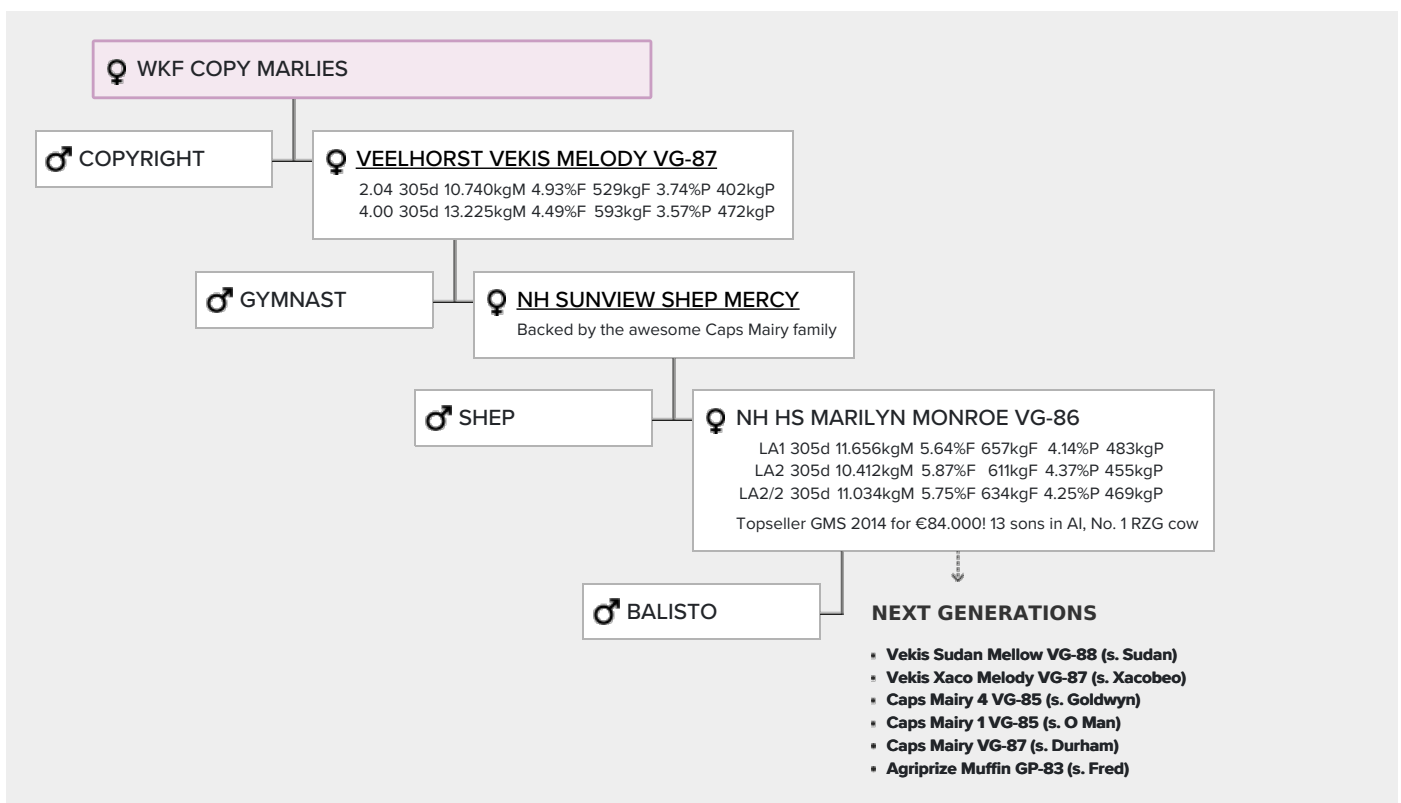 WKF COPY MARLIES
COPYRIGHT
VEELHORST VEKIS MELODY VG-87
2.04 305d 10.740kgM 4.93%F 529kgF 3.74%P 402kgP
4.00 305d 13.225kgM 4.49%F 593kgF 3.57%P 472kgP
GYMNAST
NH SUNVIEW SHEP MERCY
Backed by the awesome Caps Mairy family
SHEP
NH HS MARILYN MONROE VG-86
LA1 305d 11.656kgM 5.64%F 657kgF 4.14%P 483kgP
LA2 305d 10.412kgM 5.87%F 611kgF 4.37%P 455kgP
LA2/2 305d 11.034kgM 5.75%F 634kgF 4.25%P 469kgP
Topseller GMS 2014 for €84.000! 13 sons in AI, No. 1 RZG cow
BALISTO
NEXT GENERATIONS
Vekis Sudan Mellow VG-88 (s. Sudan)
Vekis Xaco Melody VG-87 (s. Xacobeo)
Caps Mairy 4 VG-85 (s. Goldwyn)
Caps Mairy 1 VG-85 (s. O Man)
Caps Mairy VG-87 (s. Durham)
Agriprize Muffin GP-83 (s. Fred)